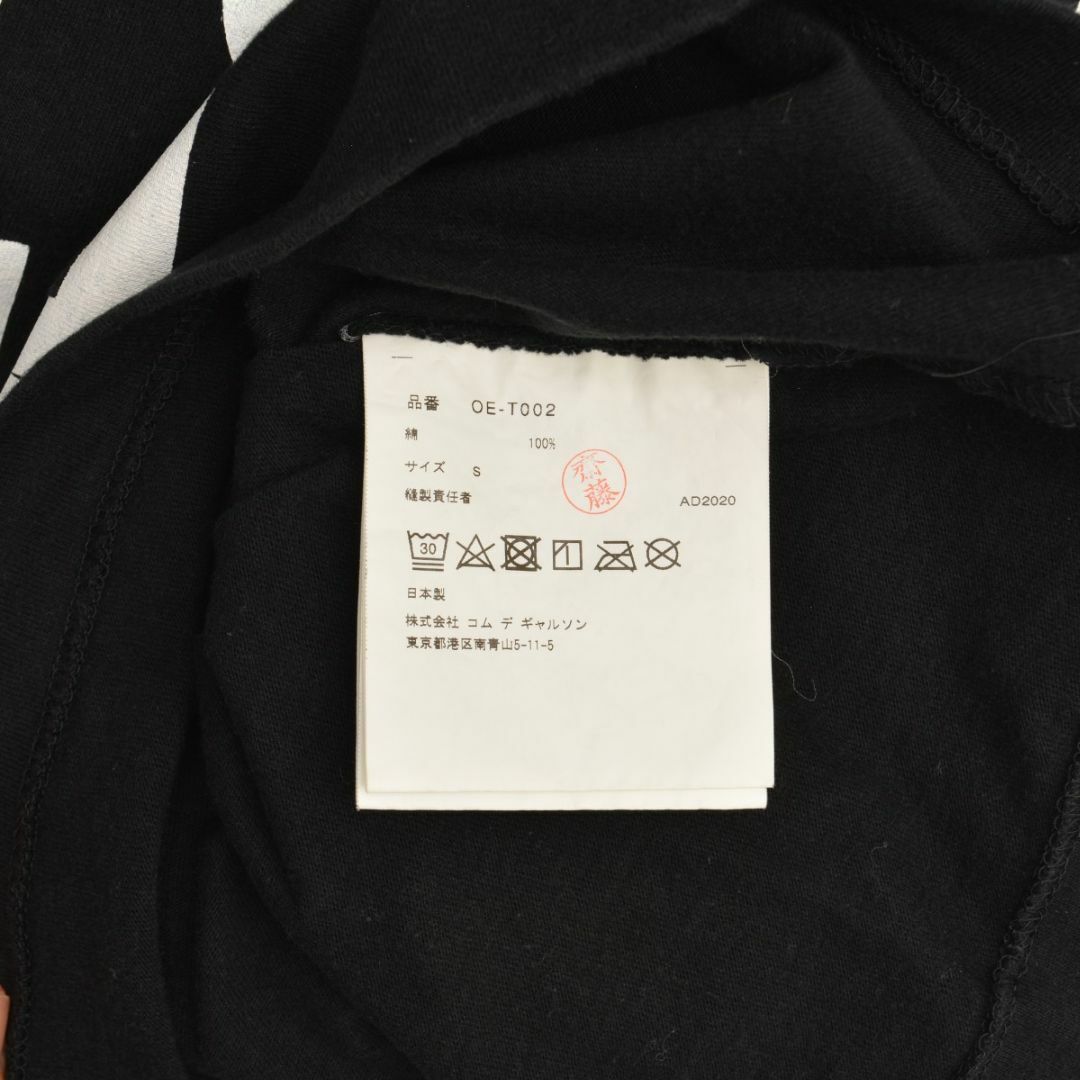 品番 OE-T002
綿 100%
サイズ S
縫製責任者 齋藤 AD2020
30
日本製
株式会社 コム デ ギャルソン
東京都港区南青山5-11-5